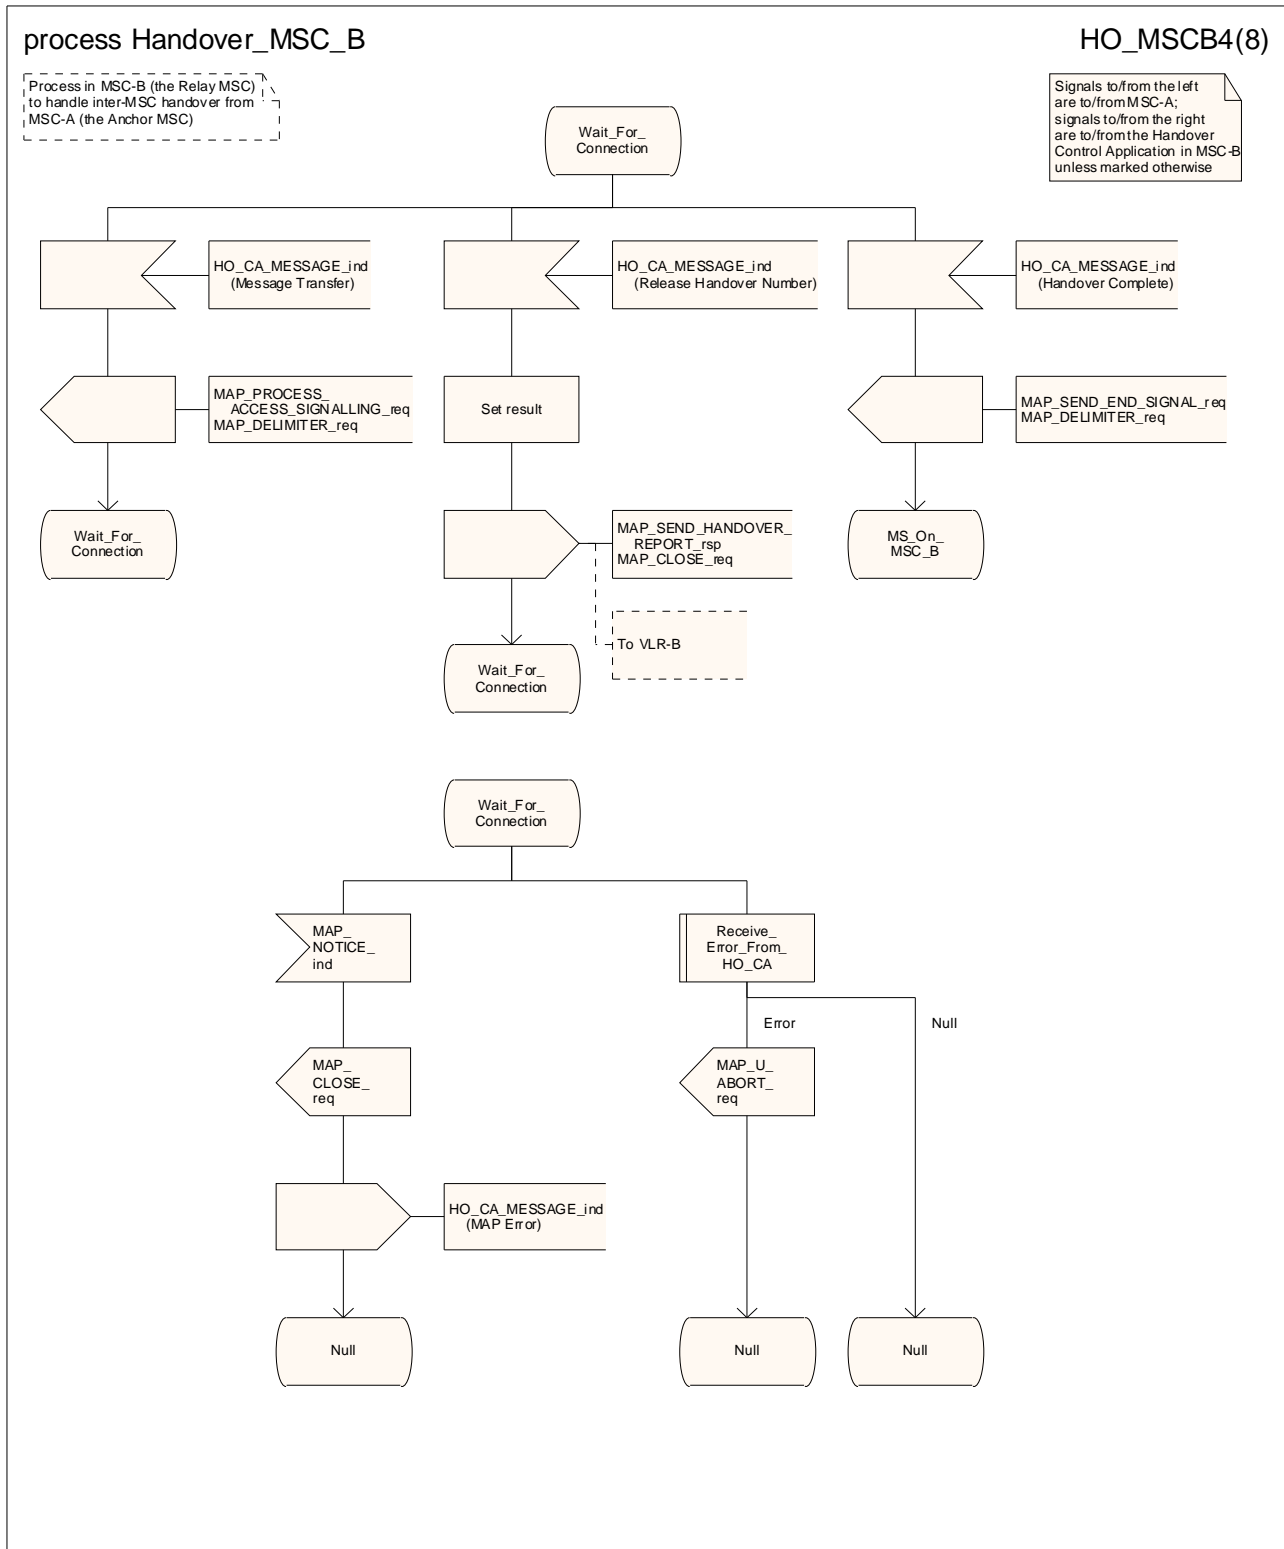 process Handover_MSC_B
HO_MSCB4(8)
Process in MSC-B (the Relay MSC)
to handle inter-MSC handover from
MSC-A (the Anchor MSC)
Signals to/from the left
are to/from MSC-A;
signals to/from the right
are to/from the Handover
Control Application in MSC-B
unless marked otherwise
Wait_For_
Connection
HO_CA_MESSAGE_ind
(Message Transfer)
HO_CA_MESSAGE_ind
(Release Handover Number)
HO_CA_MESSAGE_ind
(Handover Complete)
MAP_PROCESS_
ACCESS_SIGNALLING_req
MAP_DELIMITER_req
Set result
MAP_SEND_END_SIGNAL_req
MAP_DELIMITER_req
Wait_For_
Connection
MAP_SEND_HANDOVER_
REPORT_rsp
MAP_CLOSE_req
MS_On_
MSC_B
To VLR-B
Wait_For_
Connection
Wait_For_
Connection
MAP_
NOTICE_
ind
Receive_
Error_From_
HO_CA
Error
Null
MAP_
CLOSE_
req
MAP_U_
ABORT_
req
HO_CA_MESSAGE_ind
(MAP Error)
Null
Null
Null